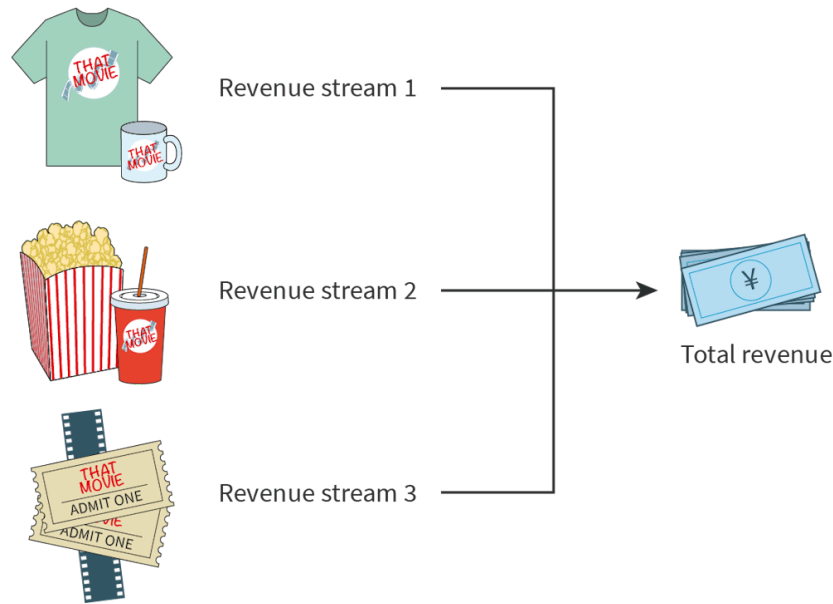 THAT
MOVIE
THAT
MOVIE
Revenue stream 1
THAT
MOVIE
Revenue stream 2
¥
Total revenue
THAT
MOVIE
ADMIT ONE
ADMIT ONE
Revenue stream 3